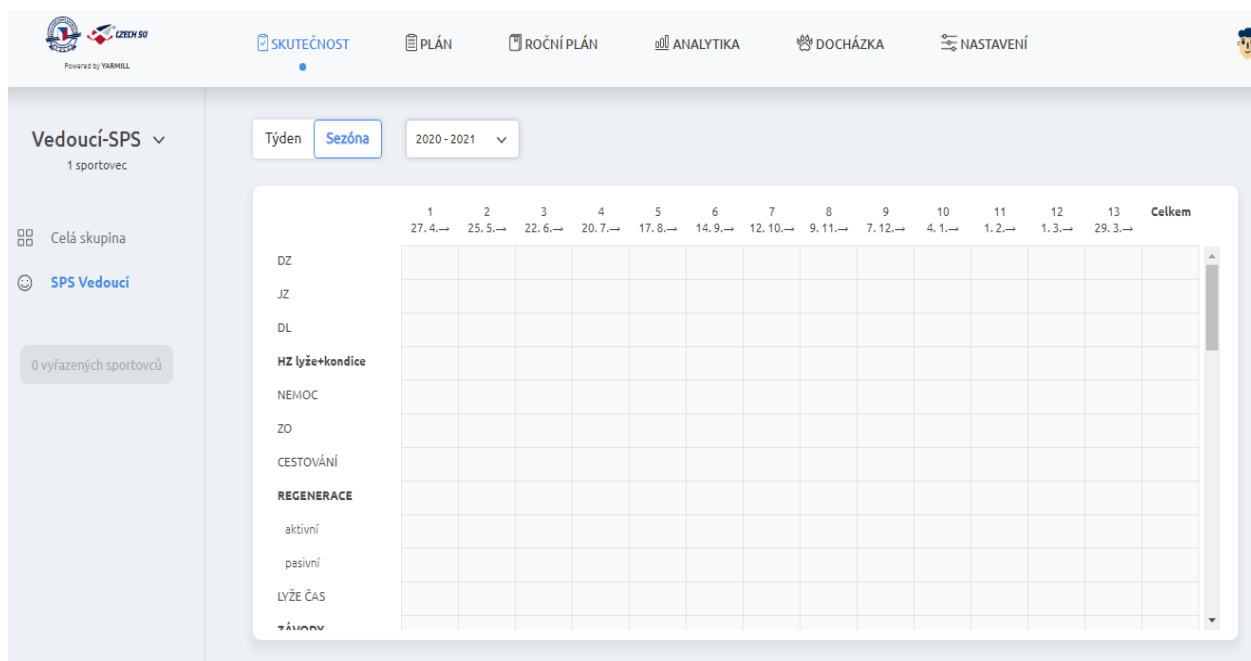 CZECH SKI
Powered by YARMILL
SKUTEČNOST
PLÁN
ROČNÍ PLÁN
ANALYTIKA
DOCHÁZKA
NASTAVENÍ
Vedoucí-SPS
1 sportovec
Celá skupina
SPS Vedoucí
0 vyřazených sportovců
Týden Sezóna 2020 - 2021
1 2 3 4 5 6 7 8 9 10 11 12 13 Celkem
27. 4.→ 25. 5.→ 22. 6.→ 20. 7.→ 17. 8.→ 14. 9.→ 12. 10.→ 9. 11.→ 7. 12.→ 4. 1.→ 1. 2.→ 1. 3.→ 29. 3.→
DZ
JZ
DL
HZ lyže+kondice
NEMOC
ZO
CESTOVÁNÍ
REGENERACE
aktivní
pasivní
LYŽE ČAS
ZÁVODY